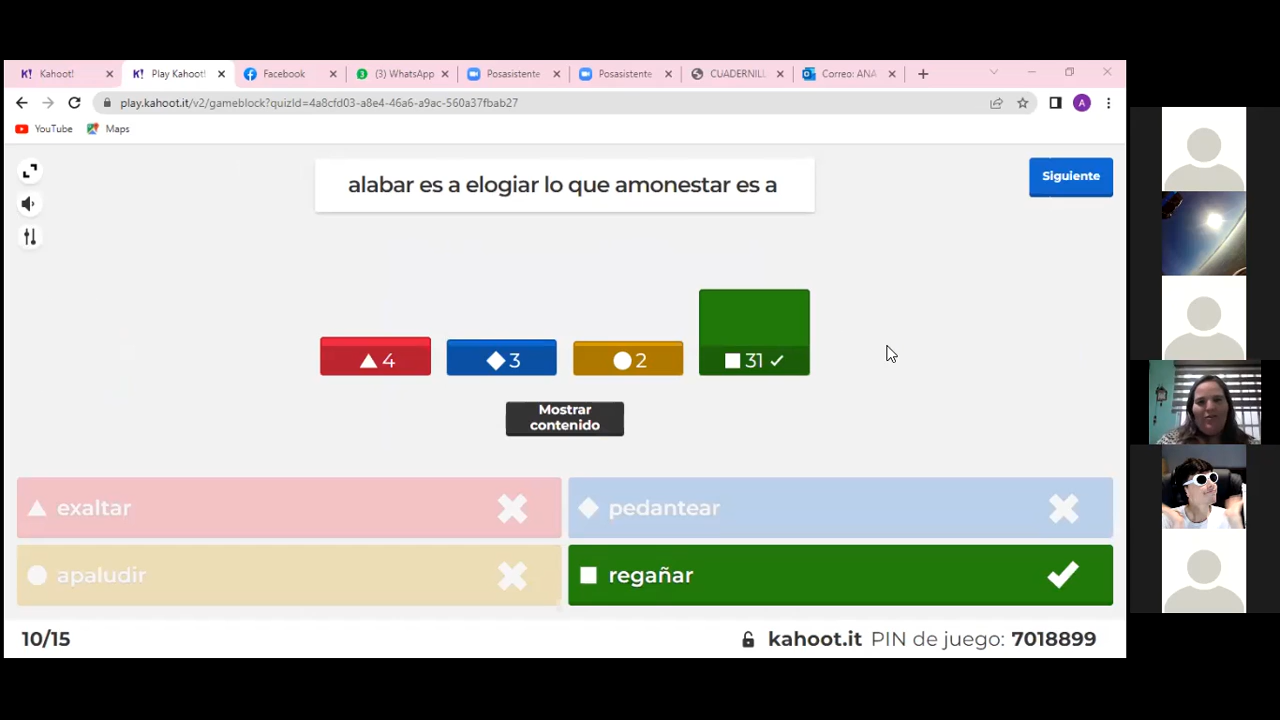 Kahoot!
Play Kahoot!
Facebook
(3) WhatsApp
Posasistente
Posasistente
CUADERNILL
Correo: ANA
play.kahoot.it/v2/gameblock?quizId=4a8cfd03-a8e4-46a6-a9ac-560a37fbab27
A
YouTube
Maps
alabar es a elogiar lo que amonestar es a
Siguiente
4
3
2
31
Mostrar
contenido
exaltar
pedantear
apaludir
regañar
10/15
kahoot.it PIN de juego: 7018899